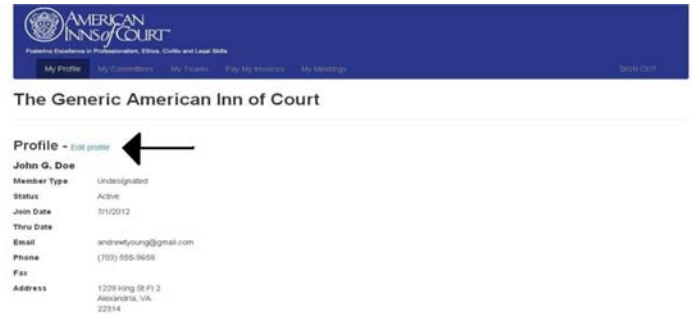 AMERICAN
INNS of COURT
Fostering Excellence in Professionalism, Ethics, Civility and Legal Skills
My Profile My Committees My Teams Pay My Invoices My Meetings SIGN OUT
The Generic American Inn of Court
Profile - Edit profile
John G. Doe
Member Type Undesignated
Status Active
Join Date 7/1/2012
Thru Date
Email andrewtyoung@gmail.com
Phone (703) 555-9659
Fax
Address 1229 King St Fl 2
Alexandria, VA
22314